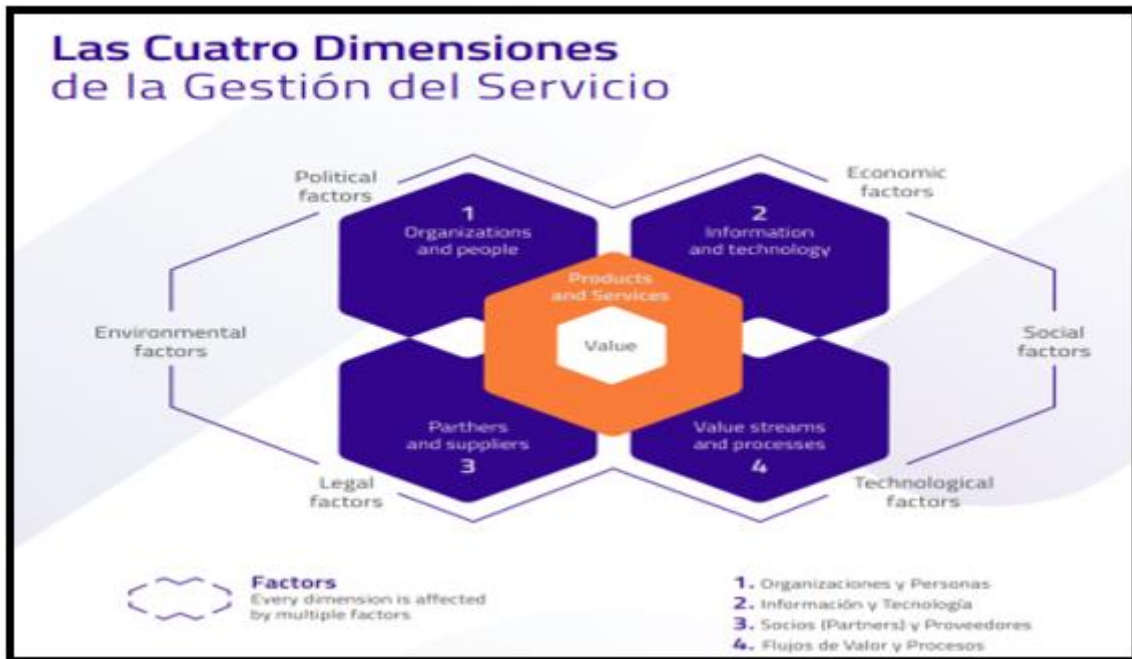 Las Cuatro Dimensiones
de la Gestión del Servicio
Political
factors
Economic
factors
1
Organizations
and people
2
Information
and technology
Products
and Services
Value
Environmental
factors
Social
factors
Parthers
and suppliers
3
Value streams
and processes
4
Legal
factors
Technological
factors
Factors
Every dimension is affected
by multiple factors
1. Organizaciones y Personas
2. Información y Tecnología
3. Socios (Partners) y Proveedores
4. Flujos de Valor y Procesos